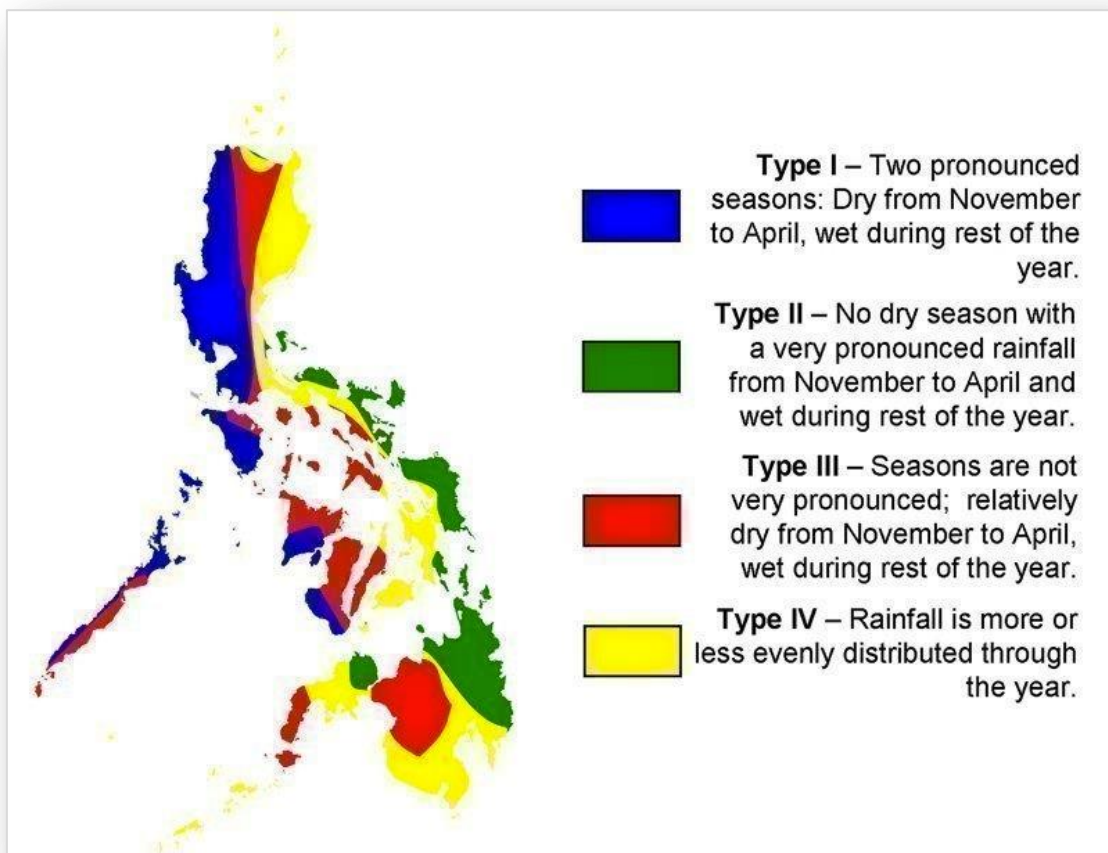 Type I – Two pronounced
seasons: Dry from November
to April, wet during rest of the
year.
Type II – No dry season with
a very pronounced rainfall
from November to April and
wet during rest of the year.
Type III – Seasons are not
very pronounced; relatively
dry from November to April,
wet during rest of the year.
Type IV – Rainfall is more or
less evenly distributed through
the year.